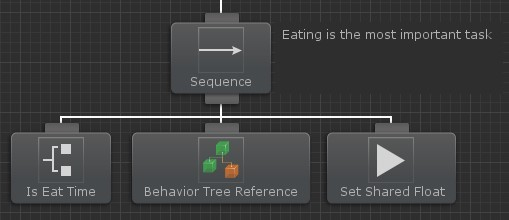 Eating is the most important task
Sequence
Is Eat Time
Behavior Tree Reference
Set Shared Float